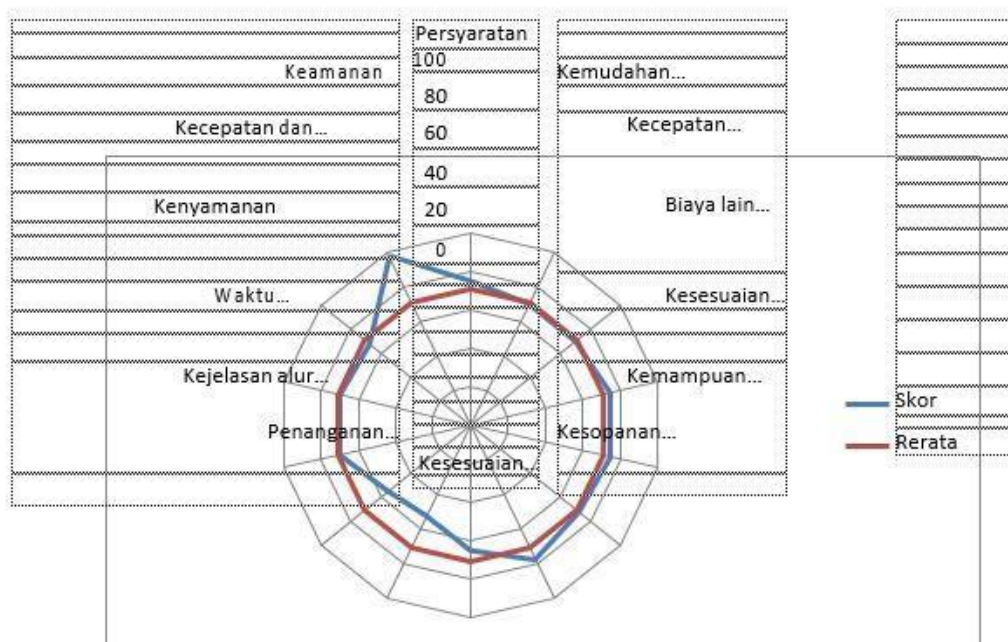 Persyaratan
100
Keamanan
Kemudahan...
80
Kecepatan dan...
Kecepatan...
60
40
Kenyamanan
Biaya lain...
20
0
Waktu...
Kesesuaian...
Kejelasan alur...
Kemampuan...
Skor
Penanganan...
Kesopanan...
Rerata
Kesesuaian...